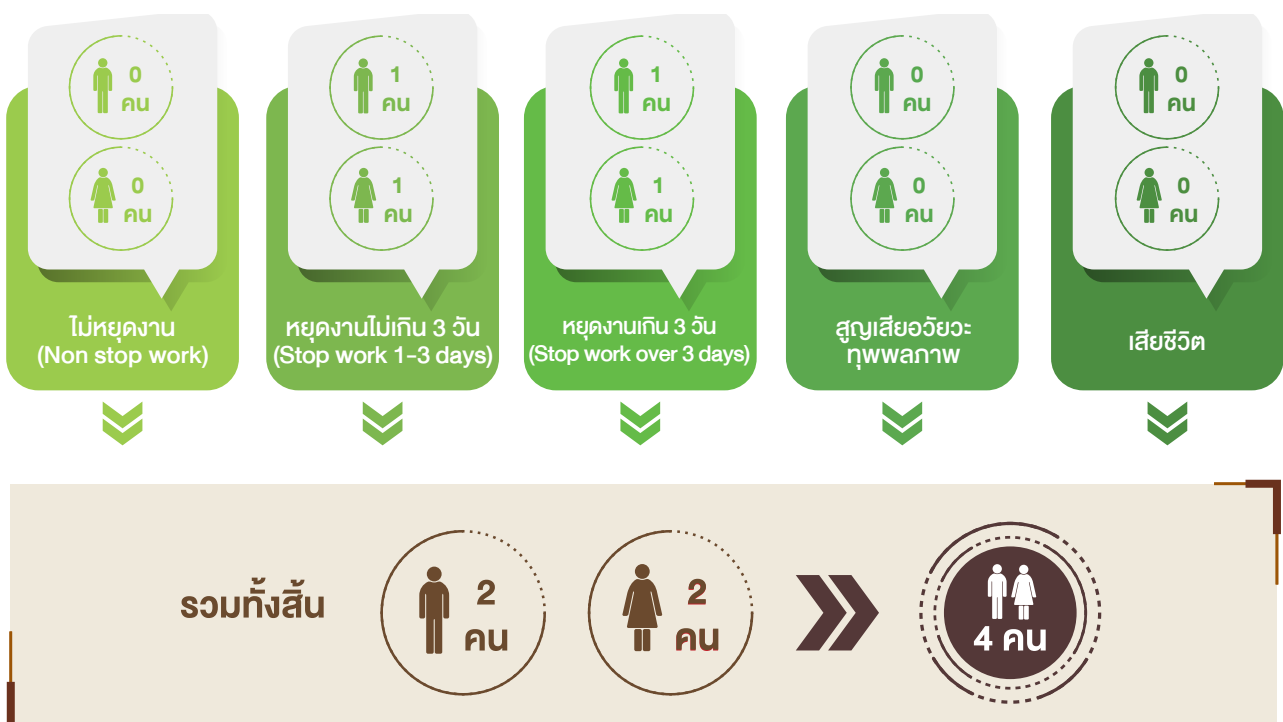 0
คน
0
คน
ไม่หยุดงาน
(Non stop work)
1
คน
1
คน
หยุดงานไม่เกิน 3 วัน
(Stop work 1-3 days)
1
คน
1
คน
หยุดงานเกิน 3 วัน
(Stop work over 3 days)
0
คน
0
คน
สูญเสียอวัยวะ
ทุพพลภาพ
0
คน
0
คน
เสียชีวิต
รวมทั้งสิ้น
2
คน
2
คน
4 คน